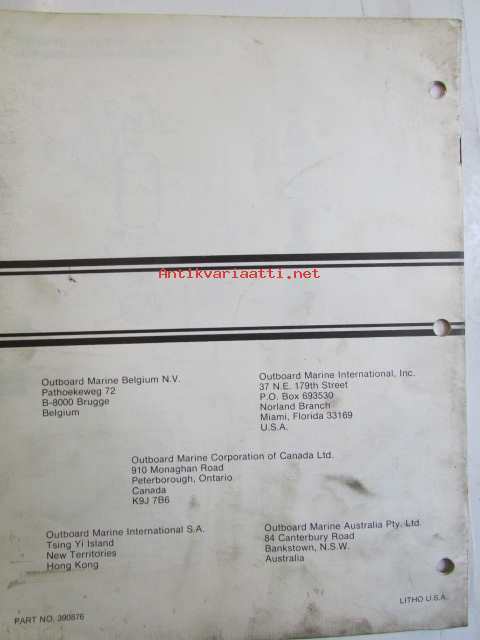 Antikvariaatti.net
Outboard Marine Belgium N.V.
Pathoekeweg 72
B-8000 Brugge
Belgium
Outboard Marine International, Inc.
37 N.E. 179th Street
P.O. Box 693530
Norland Branch
Miami, Florida 33169
U.S.A.
Outboard Marine Corporation of Canada Ltd.
910 Monaghan Road
Peterborough, Ontario
Canada
K9J 7B6
Outboard Marine International S.A.
Tsing Yi Island
New Territories
Hong Kong
Outboard Marine Australia Pty. Ltd.
84 Canterbury Road
Bankstown, N.S.W.
Australia
PART NO. 390876
LITHO U.S.A.